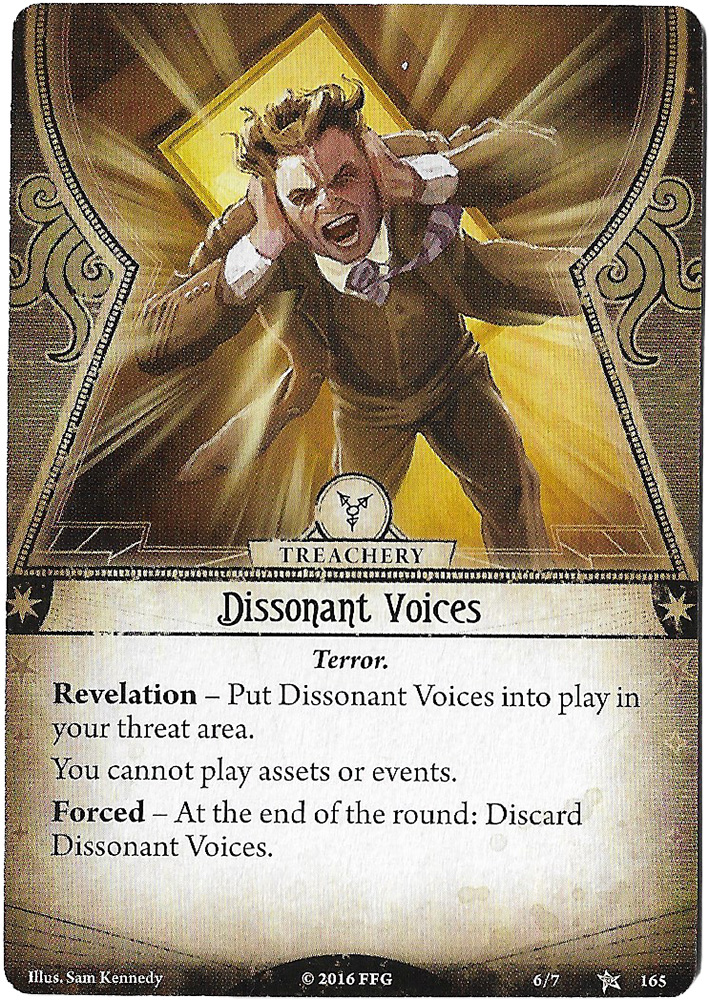 TREACHERY
Dissonant Voices
Terror.
Revelation – Put Dissonant Voices into play in
your threat area.
You cannot play assets or events.
Forced – At the end of the round: Discard
Dissonant Voices.
Illus. Sam Kennedy © 2016 FFG 6/7 165